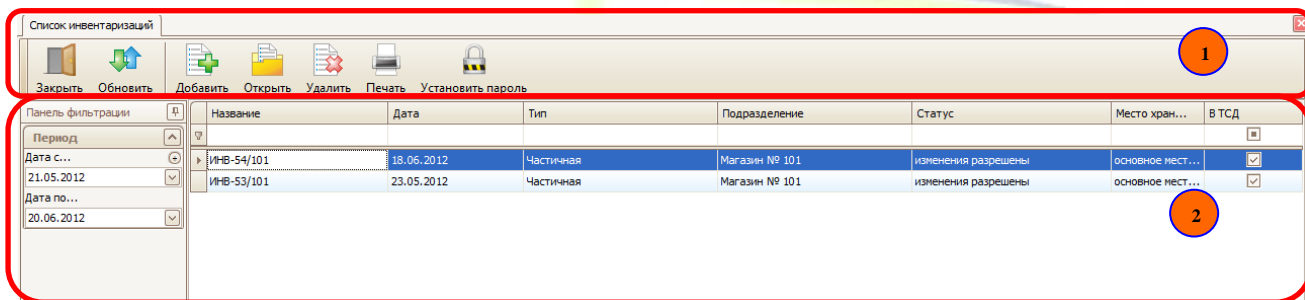 Список инвентаризаций
1
Закрыть Обновить Добавить Открыть Удалить Печать Установить пароль
Панель фильтрации Название Дата Тип Подразделение Статус Место хран... В ТСД
Период
Дата с... ИНВ-54/101 18.06.2012 Частичная Магазин № 101 изменения разрешены основное мест...
21.05.2012 ИНВ-53/101 23.05.2012 Частичная Магазин № 101 изменения разрешены основное мест...
Дата по...
20.06.2012
2